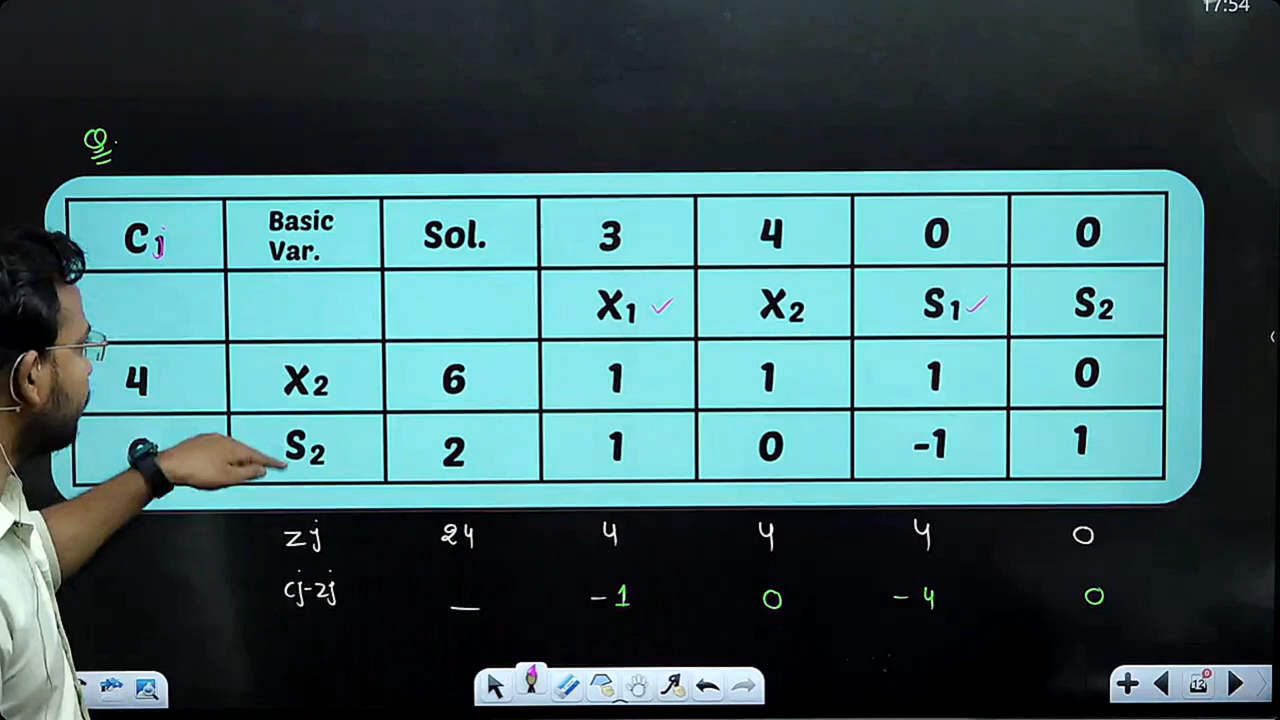 17:54
Q.
Cj Basic Var. Sol. 3 4 0 0
X1 ✓ X2 S1 ✓ S2
4 X2 6 1 1 1 0
S2 2 1 0 -1 1
zj 24 4 4 4 0
cj-zj — -1 0 -4 0
12